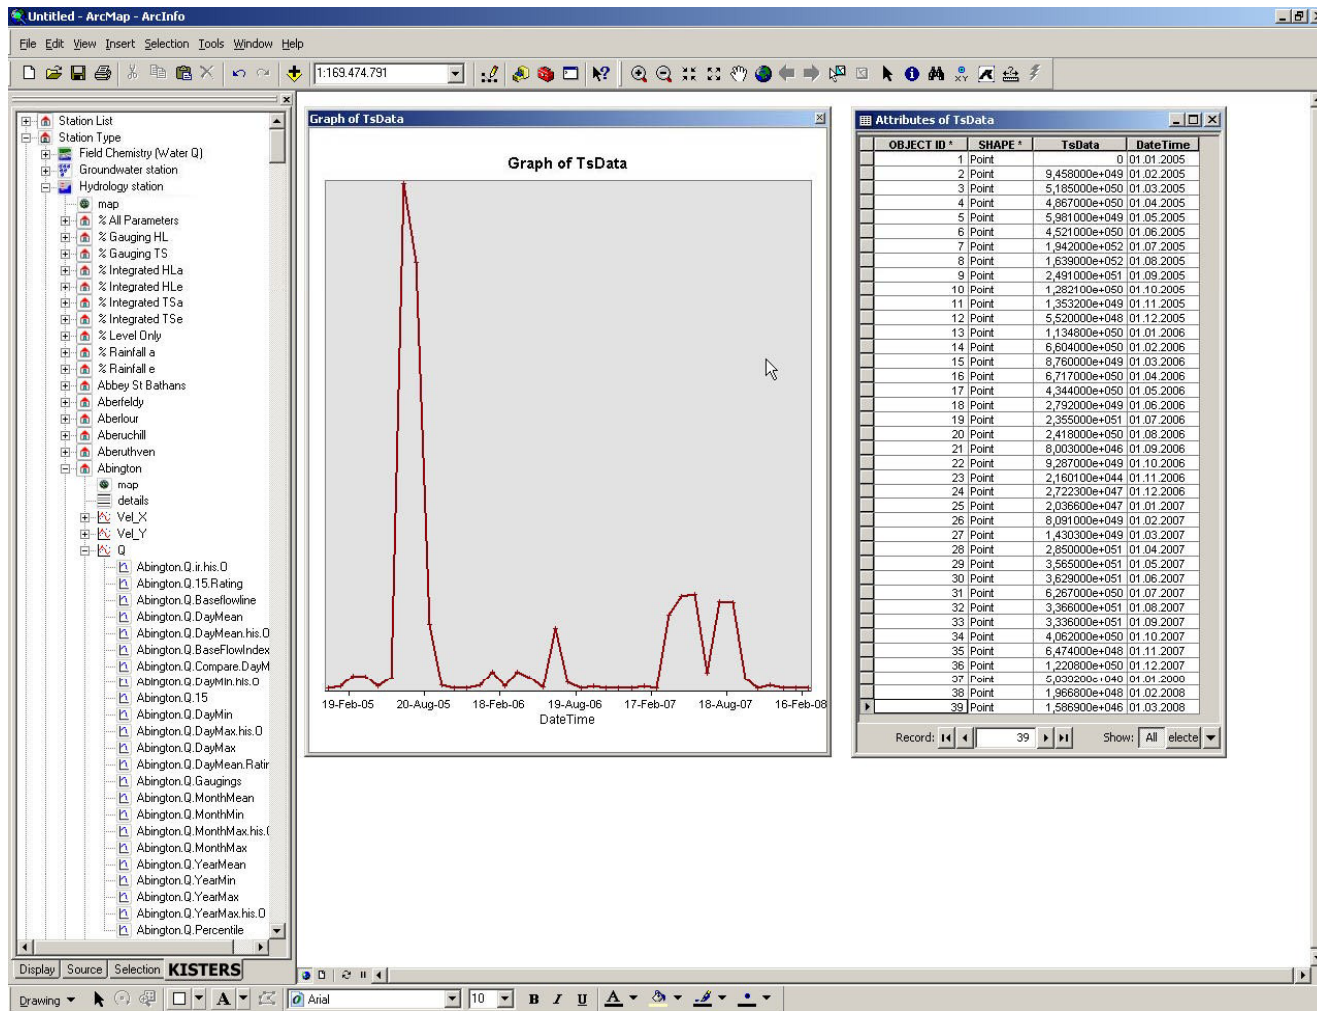 Untitled - ArcMap - ArcInfo
File Edit View Insert Selection Tools Window Help
1:169.474.791
Station List
Station Type
Field Chemistry (Water Q)
Groundwater station
Hydrology station
map
% All Parameters
% Gauging HL
% Gauging TS
% Integrated HLa
% Integrated HLe
% Integrated TSa
% Integrated TSe
% Level Only
% Rainfall a
% Rainfall e
Abbey St Bathans
Aberfeldy
Aberlour
Aberuchill
Aberuthven
Abington
map
details
Vel_X
Vel_Y
Q
Abington.Q.ir.his.O
Abington.Q.15.Rating
Abington.Q.Baseflowline
Abington.Q.DayMean
Abington.Q.DayMean.his.O
Abington.Q.BaseFlowIndex
Abington.Q.Compare.DayM
Abington.Q.DayMin.his.O
Abington.Q.15
Abington.Q.DayMin
Abington.Q.DayMax.his.O
Abington.Q.DayMax
Abington.Q.DayMean.Ratin
Abington.Q.Gaugings
Abington.Q.MonthMean
Abington.Q.MonthMin
Abington.Q.MonthMax.his.(
Abington.Q.MonthMax
Abington.Q.YearMean
Abington.Q.YearMin
Abington.Q.YearMax
Abington.Q.YearMax.his.O
Abington.Q.Percentile
Display Source Selection KISTERS
Graph of TsData
Graph of TsData
19-Feb-05 20-Aug-05 18-Feb-06 19-Aug-06 17-Feb-07 18-Aug-07 16-Feb-08
DateTime
Attributes of TsData
OBJECT ID * SHAPE * TsData DateTime
1 Point 0 01.01.2005
2 Point 9,458000e+049 01.02.2005
3 Point 5,185000e+050 01.03.2005
4 Point 4,867000e+050 01.04.2005
5 Point 5,981000e+049 01.05.2005
6 Point 4,521000e+050 01.06.2005
7 Point 1,942000e+052 01.07.2005
8 Point 1,639000e+052 01.08.2005
9 Point 2,491000e+051 01.09.2005
10 Point 1,282100e+050 01.10.2005
11 Point 1,353200e+049 01.11.2005
12 Point 5,520000e+048 01.12.2005
13 Point 1,134800e+050 01.01.2006
14 Point 6,604000e+050 01.02.2006
15 Point 8,760000e+049 01.03.2006
16 Point 6,717000e+050 01.04.2006
17 Point 4,344000e+050 01.05.2006
18 Point 2,792000e+049 01.06.2006
19 Point 2,355000e+051 01.07.2006
20 Point 2,418000e+050 01.08.2006
21 Point 8,003000e+046 01.09.2006
22 Point 9,287000e+049 01.10.2006
23 Point 2,160100e+044 01.11.2006
24 Point 2,722300e+047 01.12.2006
25 Point 2,036600e+047 01.01.2007
26 Point 8,091000e+049 01.02.2007
27 Point 1,430300e+049 01.03.2007
28 Point 2,850000e+051 01.04.2007
29 Point 3,565000e+051 01.05.2007
30 Point 3,629000e+051 01.06.2007
31 Point 6,267000e+050 01.07.2007
32 Point 3,366000e+051 01.08.2007
33 Point 3,336000e+051 01.09.2007
34 Point 4,062000e+050 01.10.2007
35 Point 6,474000e+048 01.11.2007
36 Point 1,220800e+050 01.12.2007
37 Point
38 Point 1,966800e+048 01.02.2008
39 Point 1,586900e+046 01.03.2008
Record: 39 Show: All electe
Drawing A Arial 10 B I U A